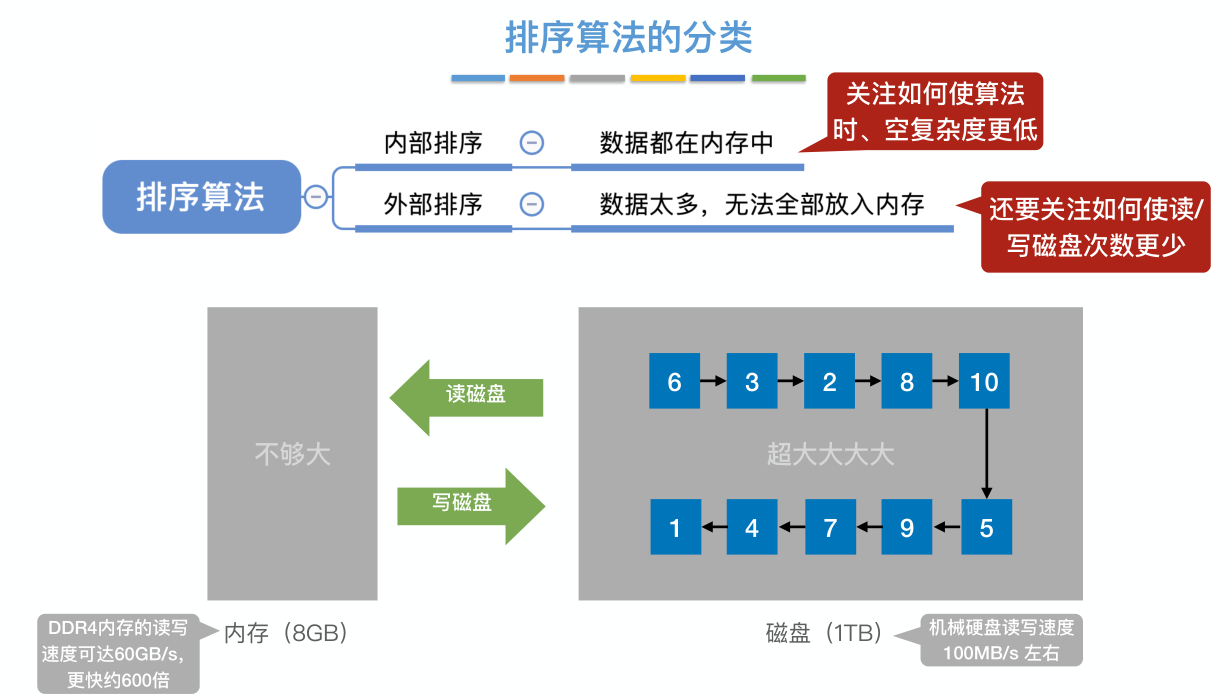 排序算法的分类
关注如何使算法
时、空复杂度更低
内部排序
数据都在内存中
排序算法
外部排序
数据太多，无法全部放入内存
还要关注如何使读/
写磁盘次数更少
6
3
2
8
10
读磁盘
不够大
超大大大大
写磁盘
1
4
7
9
5
DDR4内存的读写
速度可达60GB/s，
更快约600倍
内存（8GB）
磁盘（1TB）
机械硬盘读写速度
100MB/s 左右